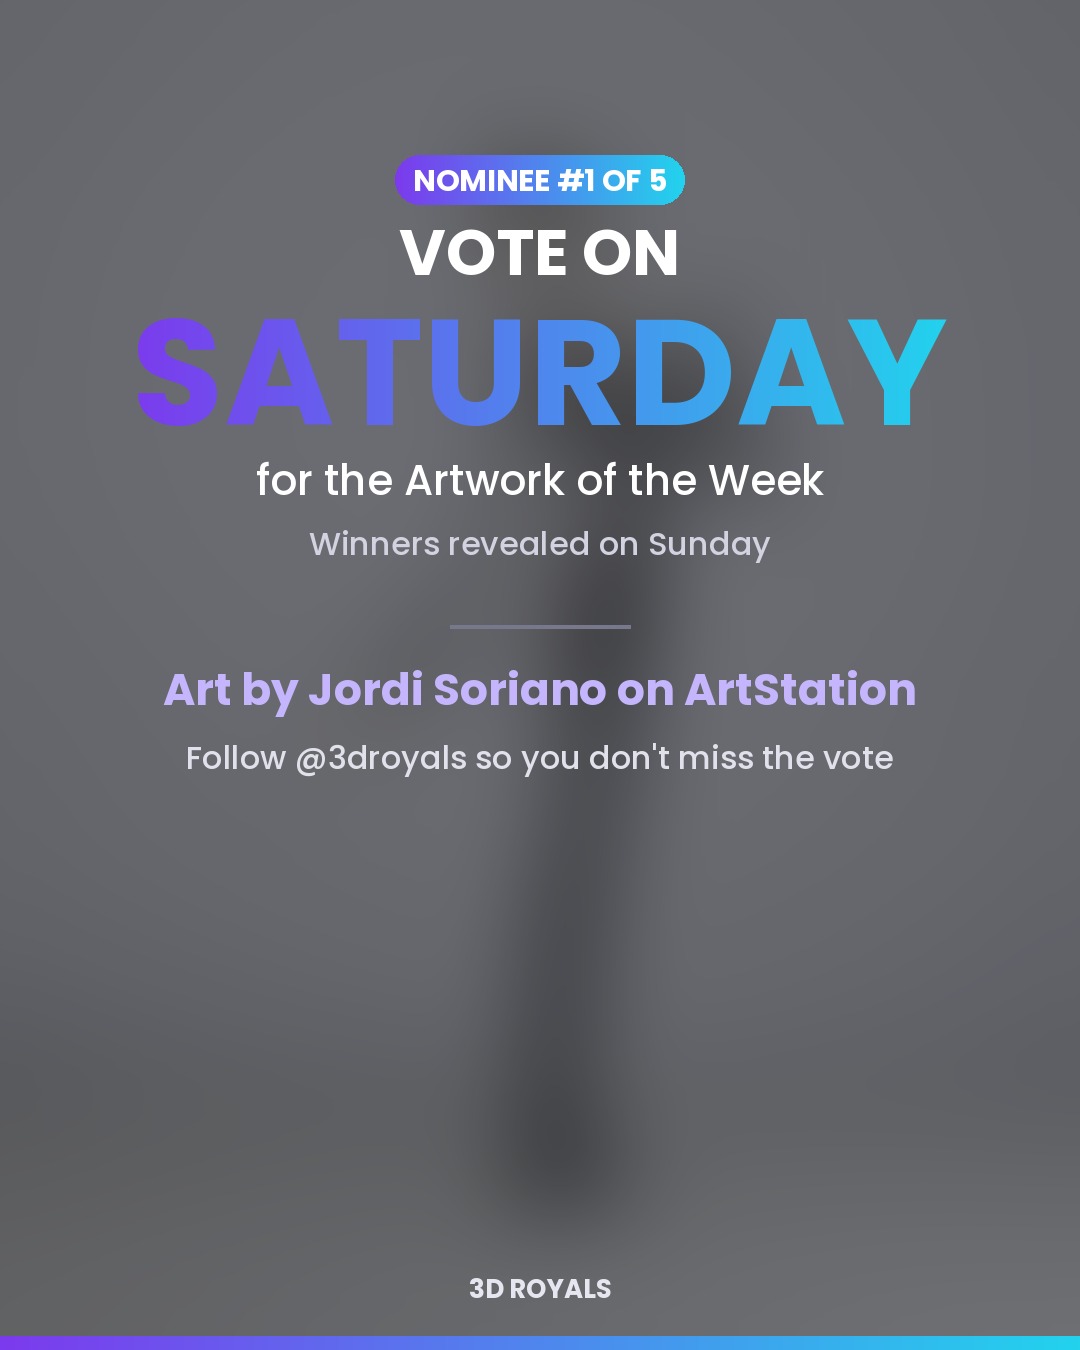 NOMINEE #1 OF 5
VOTE ON
SATURDAY
for the Artwork of the Week
Winners revealed on Sunday
Art by Jordi Soriano on ArtStation
Follow @3droyals so you don't miss the vote
3D ROYALS